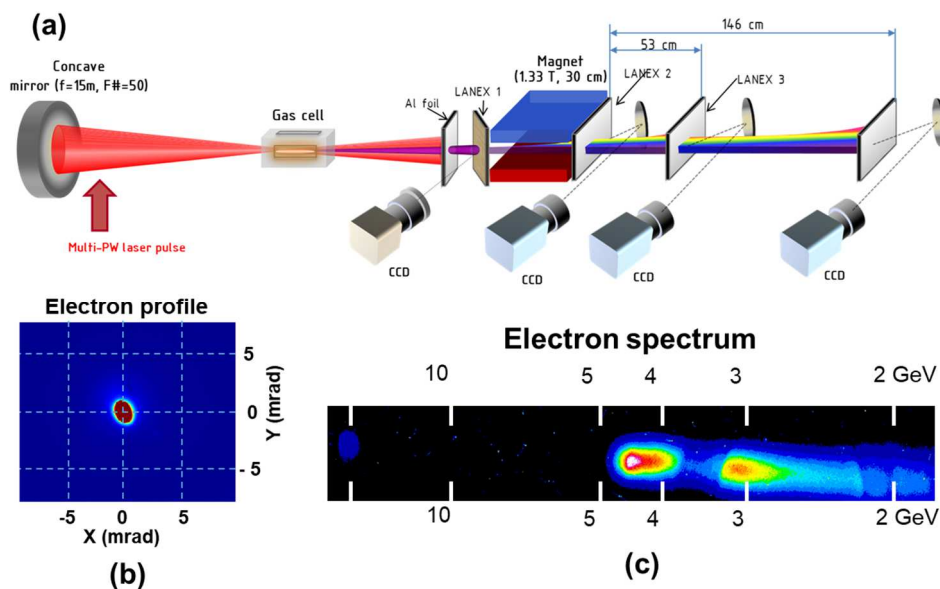 (a)
Concave
mirror (f=15m, F#=50)
Multi-PW laser pulse
Gas cell
Al foil
LANEX 1
Magnet
(1.33 T, 30 cm)
LANEX 2
LANEX 3
53 cm
146 cm
CCD
CCD
CCD
CCD
Electron profile
5
0
- 5
Y (mrad)
-5
0
5
X (mrad)
(b)
Electron spectrum
10 5 4 3 2 GeV
10 5 4 3 2 GeV
(c)